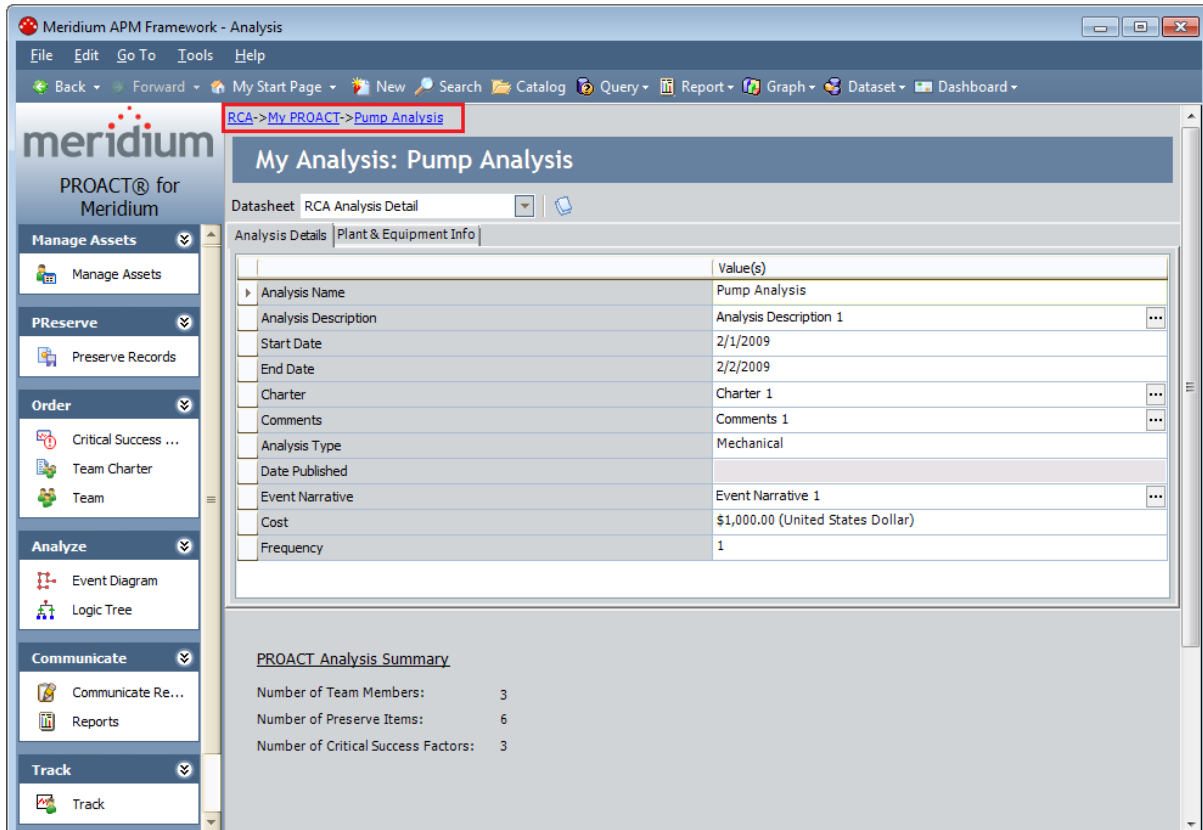 Meridium APM Framework - Analysis
File Edit Go To Tools Help
Back Forward My Start Page New Search Catalog Query Report Graph Dataset Dashboard
RCA->My PROACT->Pump Analysis
meridium
PROACT® for
Meridium
My Analysis: Pump Analysis
Datasheet RCA Analysis Detail
Analysis Details Plant & Equipment Info
Manage Assets
Manage Assets
PReserve
Preserve Records
Order
Critical Success ...
Team Charter
Team
Analyze
Event Diagram
Logic Tree
Communicate
Communicate Re...
Reports
Track
Track
Value(s)
Analysis Name Pump Analysis
Analysis Description Analysis Description 1 ...
Start Date 2/1/2009
End Date 2/2/2009
Charter Charter 1 ...
Comments Comments 1 ...
Analysis Type Mechanical
Date Published
Event Narrative Event Narrative 1 ...
Cost $1,000.00 (United States Dollar)
Frequency 1
PROACT Analysis Summary
Number of Team Members: 3
Number of Preserve Items: 6
Number of Critical Success Factors: 3